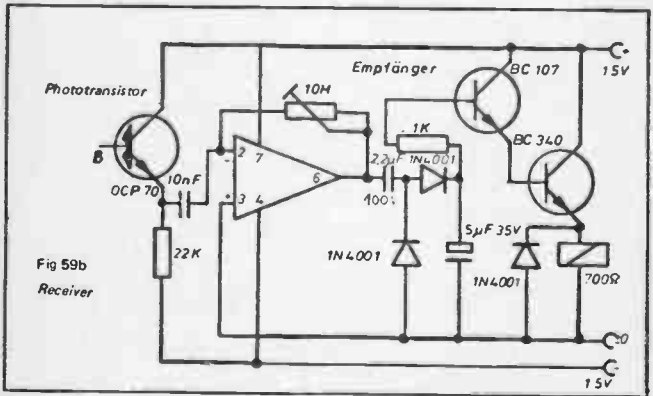 Phototransistor
B
OCP 70
10nF
22K
Fig 59b
Receiver
10M
2
7
-
+
3
4
6
2,2µF
100V
1N4001
1N4001
Empfänger
1K
5µF 35V
BC 107
BC 340
1N4001
700Ω
+
15V
0
-
15V